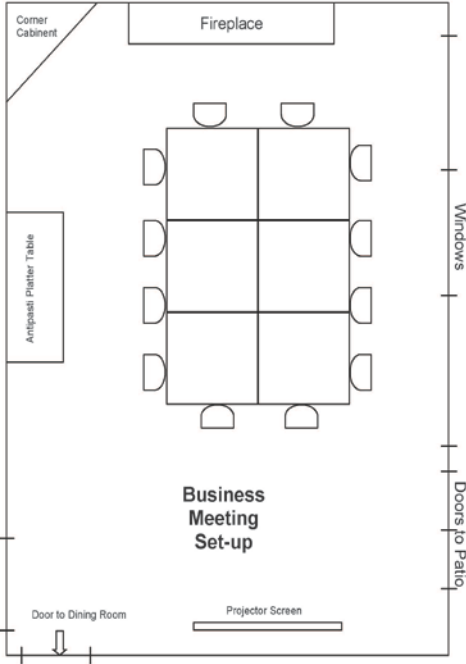 Corner
Cabinent
Fireplace
Windows
Antipasti Platter Table
Business
Meeting
Set-up
Doors to Patio
Door to Dining Room
Projector Screen